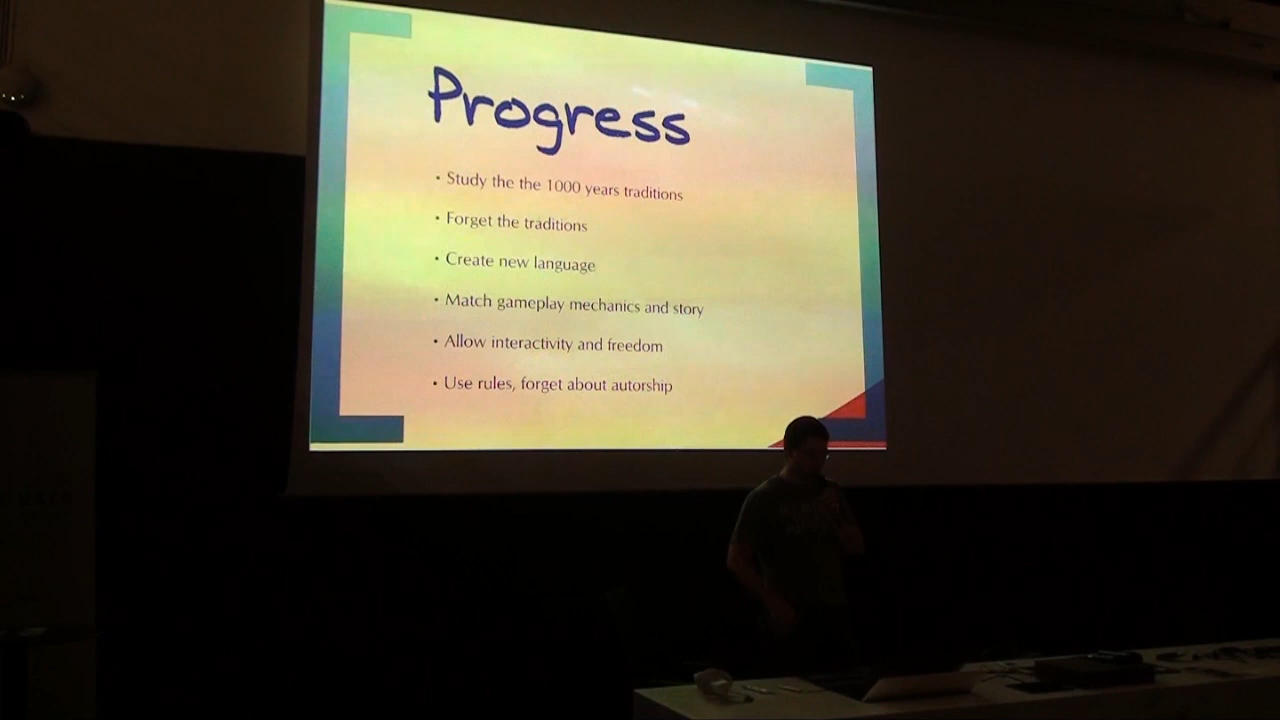 Progress
• Study the the 1000 years traditions
• Forget the traditions
• Create new language
• Match gameplay mechanics and story
• Allow interactivity and freedom
• Use rules, forget about autorship